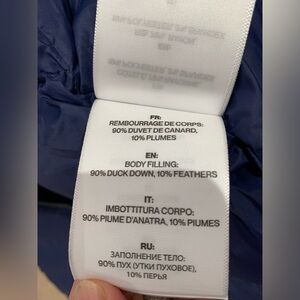 FR:
REMBOURRAGE DE CORPS:
90% DUVET DE CANARD,
10% PLUMES
EN:
BODY FILLING:
90% DUCK DOWN, 10% FEATHERS
IT:
IMBOTTITURA CORPO:
90% PIUME D'ANATRA, 10% PIUMES
RU:
ЗАПОЛНЕНИЕ ТЕЛО:
90% ПУХ (УТКИ ПУХОВОЕ),
10% ПЕРЬЯ